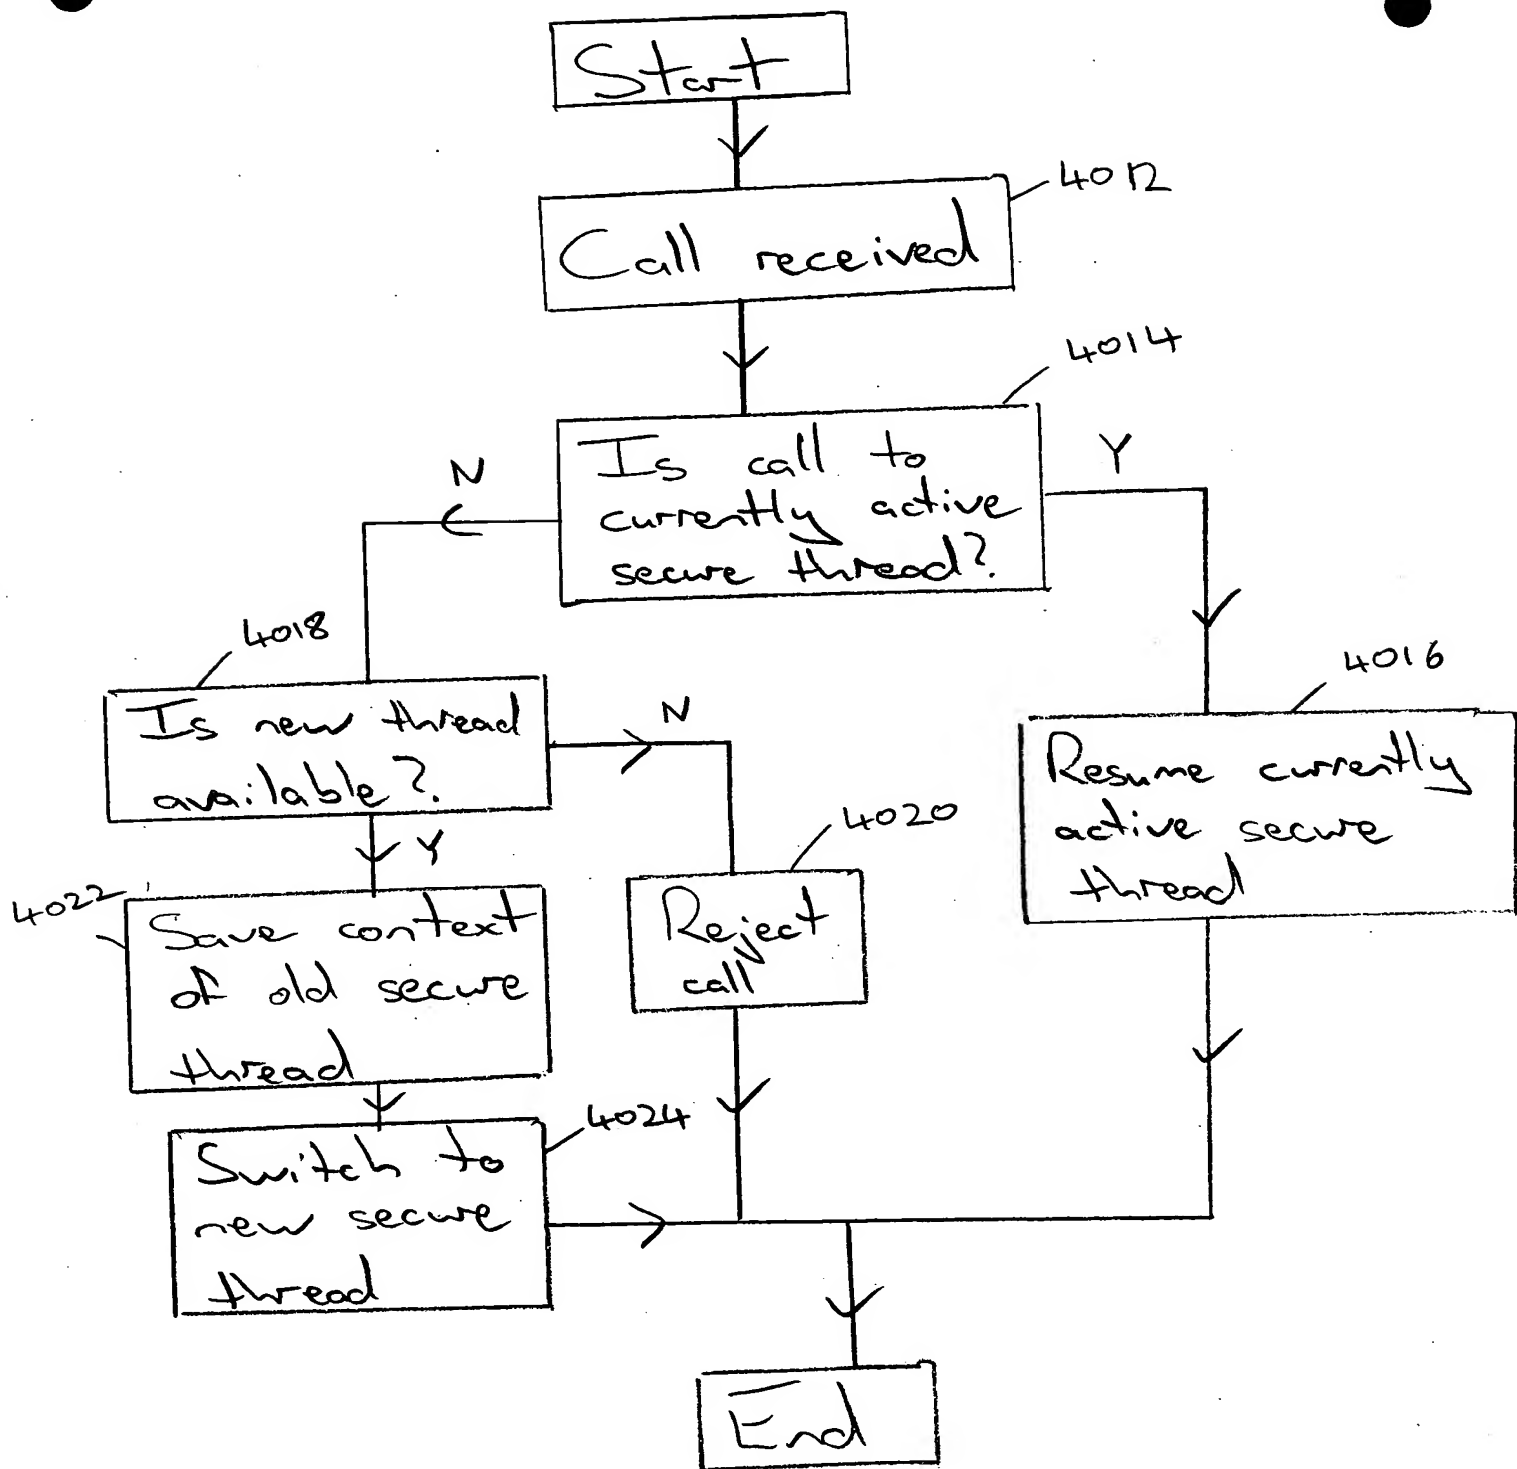 Start
4012
Call received
4014
Is call to
currently active
secure thread?
N
Y
4018
Is new thread
available?
N
Y
4016
Resume currently
active secure
thread
4020
Reject
call
4022
Save context
of old secure
thread
4024
Switch to
new secure
thread
End